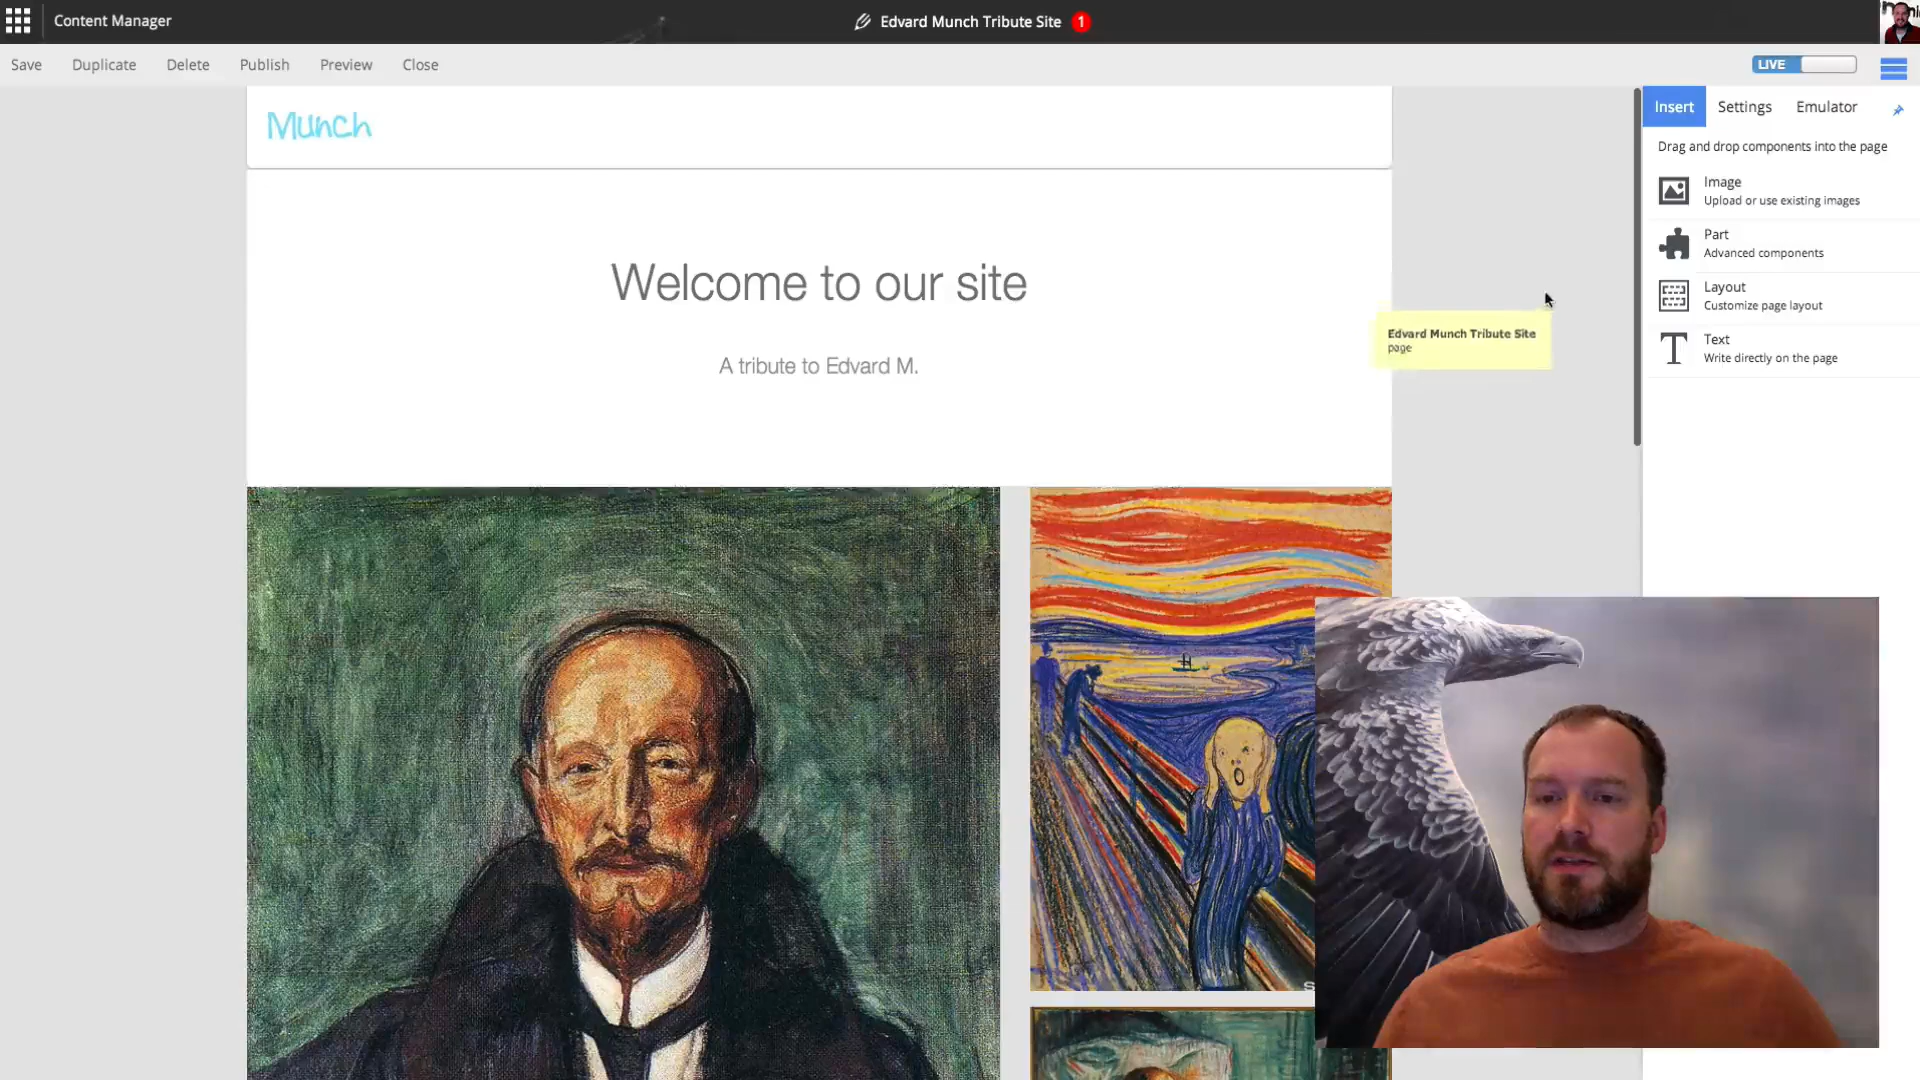 Content Manager
Edvard Munch Tribute Site 1
Save Duplicate Delete Publish Preview Close
LIVE
Munch
Insert Settings Emulator
Drag and drop components into the page
Image
Upload or use existing images
Part
Advanced components
Layout
Customize page layout
Text
Write directly on the page
Welcome to our site
Edvard Munch Tribute Site
page
A tribute to Edvard M.